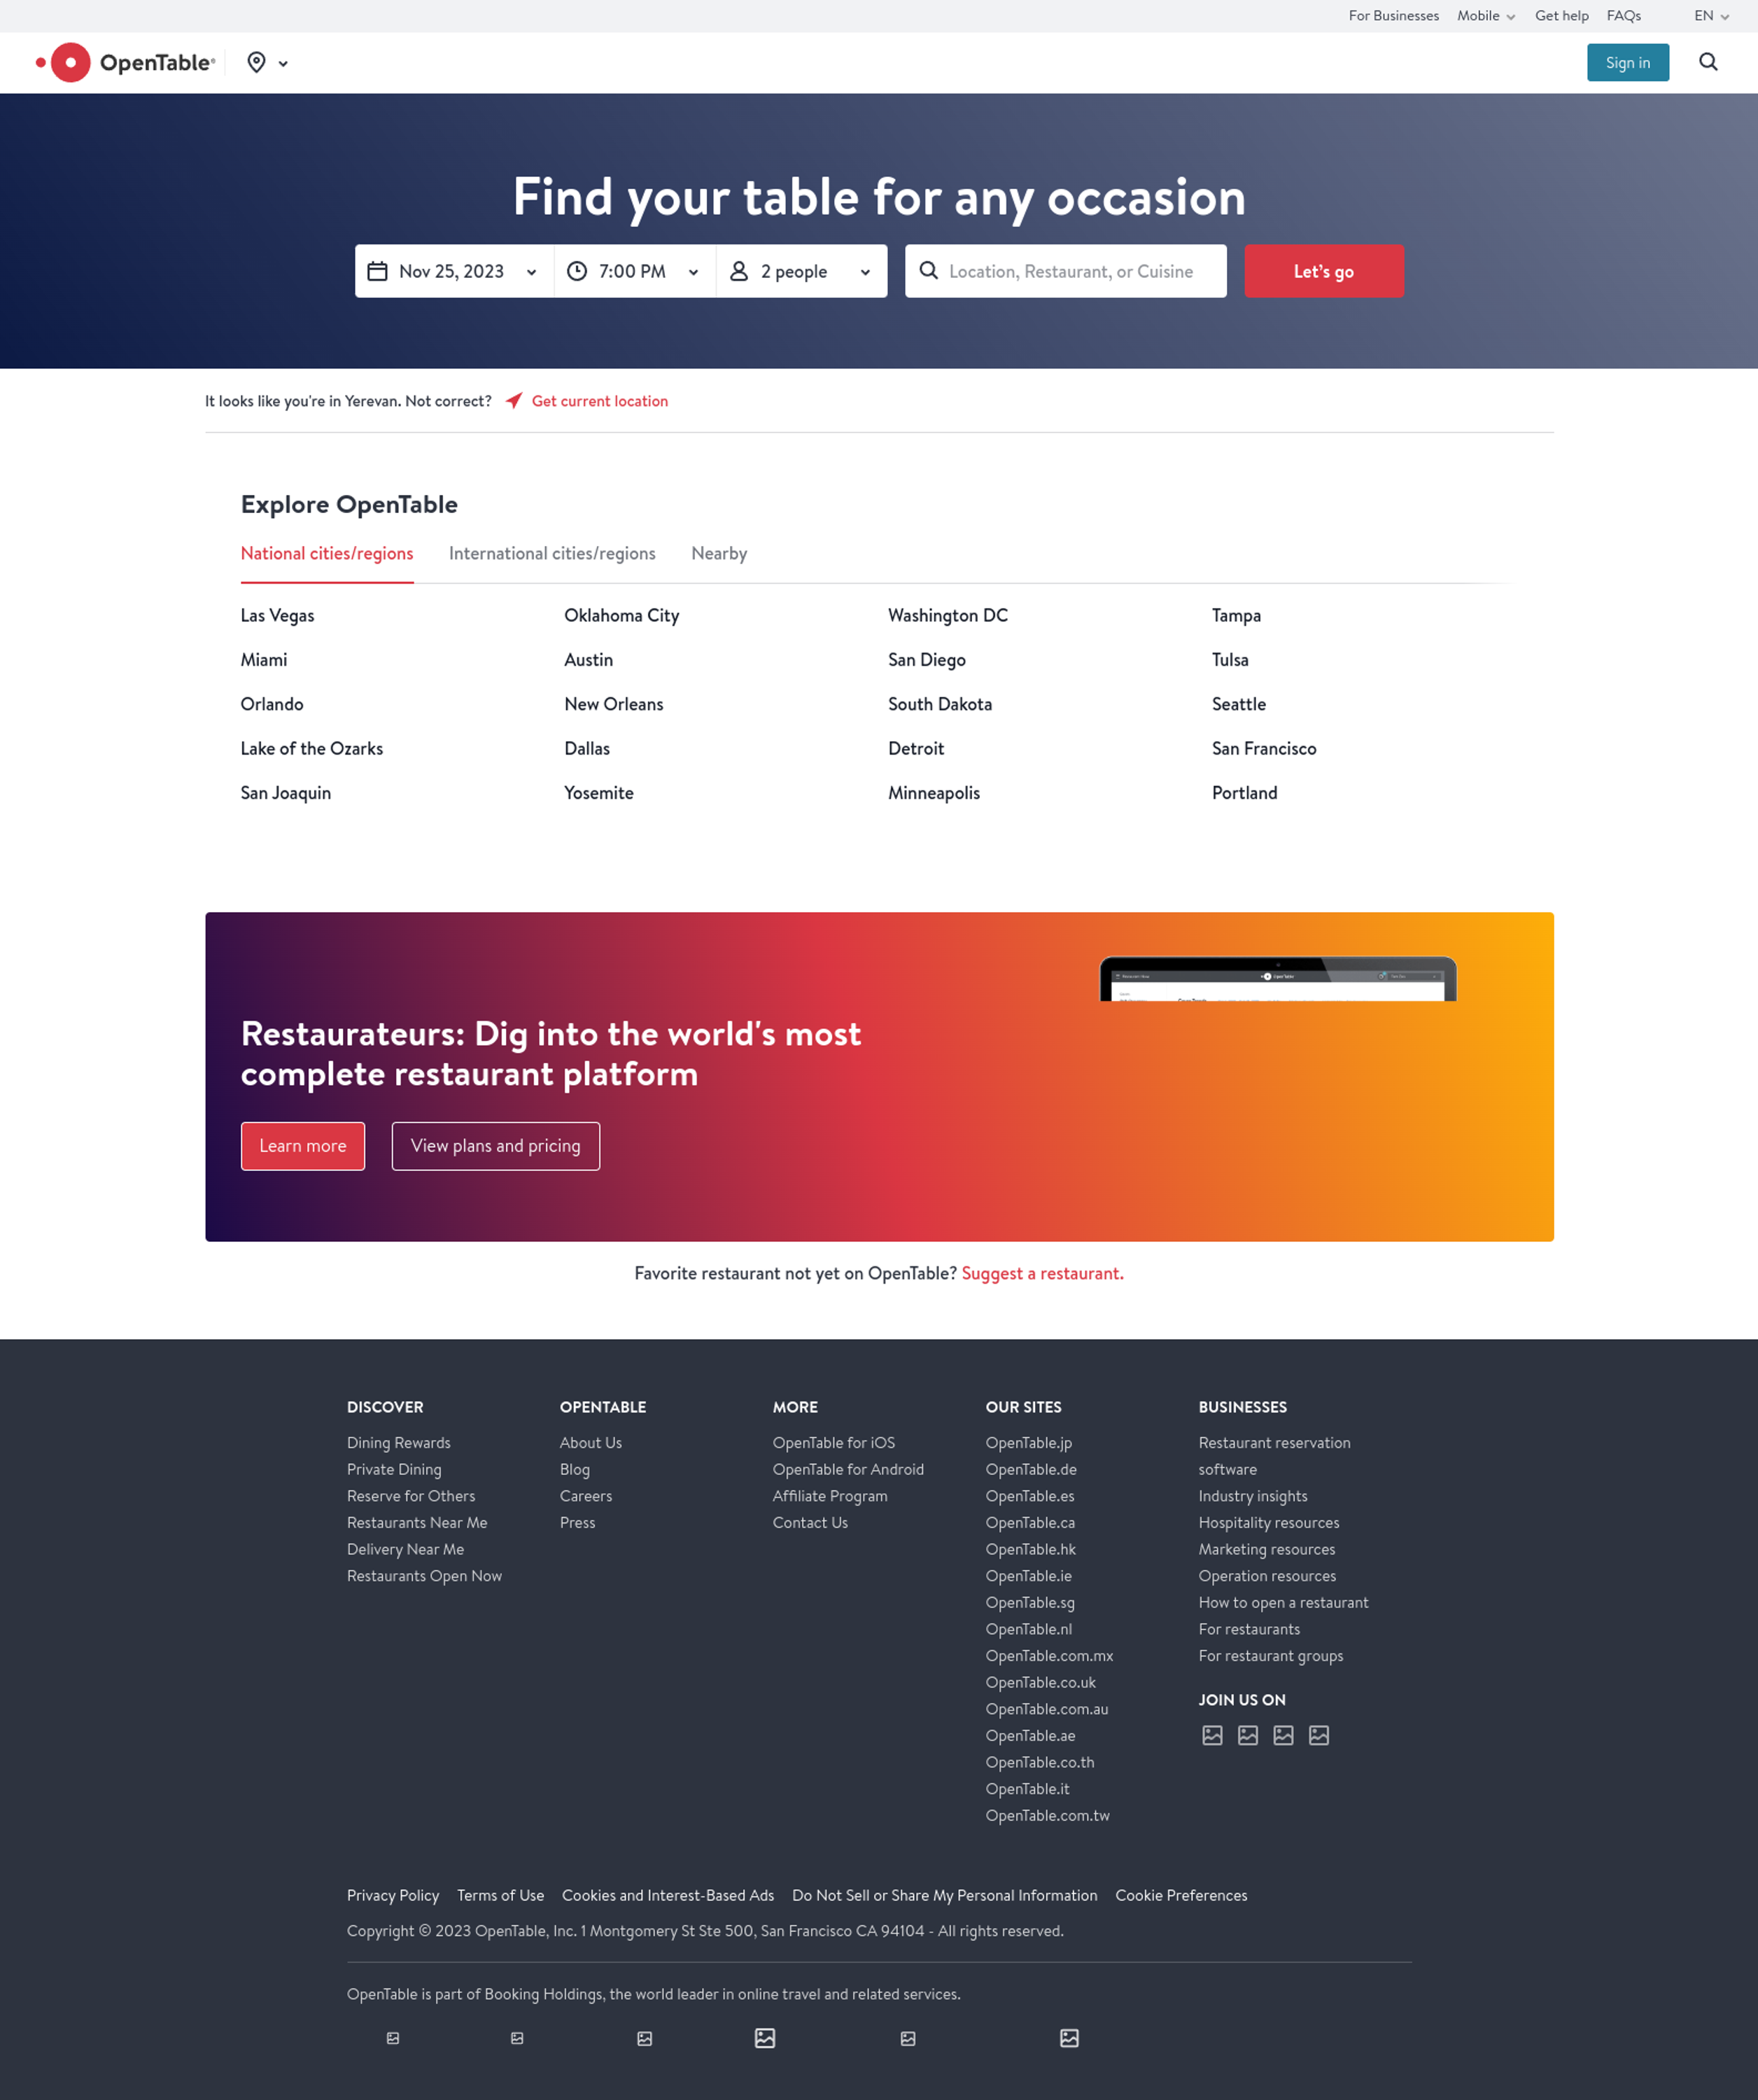 For Businesses Mobile Get help FAQs EN
OpenTable®
Sign in
Find your table for any occasion
Nov 25, 2023 7:00 PM 2 people Location, Restaurant, or Cuisine Let’s go
It looks like you're in Yerevan. Not correct? Get current location
Explore OpenTable
National cities/regions International cities/regions Nearby
Las Vegas Oklahoma City Washington DC Tampa
Miami Austin San Diego Tulsa
Orlando New Orleans South Dakota Seattle
Lake of the Ozarks Dallas Detroit San Francisco
San Joaquin Yosemite Minneapolis Portland
OpenTable
Restaurateurs: Dig into the world's most
complete restaurant platform
Learn more View plans and pricing
Favorite restaurant not yet on OpenTable? Suggest a restaurant.
DISCOVER
Dining Rewards
Private Dining
Reserve for Others
Restaurants Near Me
Delivery Near Me
Restaurants Open Now
OPENTABLE
About Us
Blog
Careers
Press
MORE
OpenTable for iOS
OpenTable for Android
Affiliate Program
Contact Us
OUR SITES
OpenTable.jp
OpenTable.de
OpenTable.es
OpenTable.ca
OpenTable.hk
OpenTable.ie
OpenTable.sg
OpenTable.nl
OpenTable.com.mx
OpenTable.co.uk
OpenTable.com.au
OpenTable.ae
OpenTable.co.th
OpenTable.it
OpenTable.com.tw
BUSINESSES
Restaurant reservation
software
Industry insights
Hospitality resources
Marketing resources
Operation resources
How to open a restaurant
For restaurants
For restaurant groups
JOIN US ON
Privacy Policy Terms of Use Cookies and Interest-Based Ads Do Not Sell or Share My Personal Information Cookie Preferences
Copyright © 2023 OpenTable, Inc. 1 Montgomery St Ste 500, San Francisco CA 94104 - All rights reserved.
OpenTable is part of Booking Holdings, the world leader in online travel and related services.